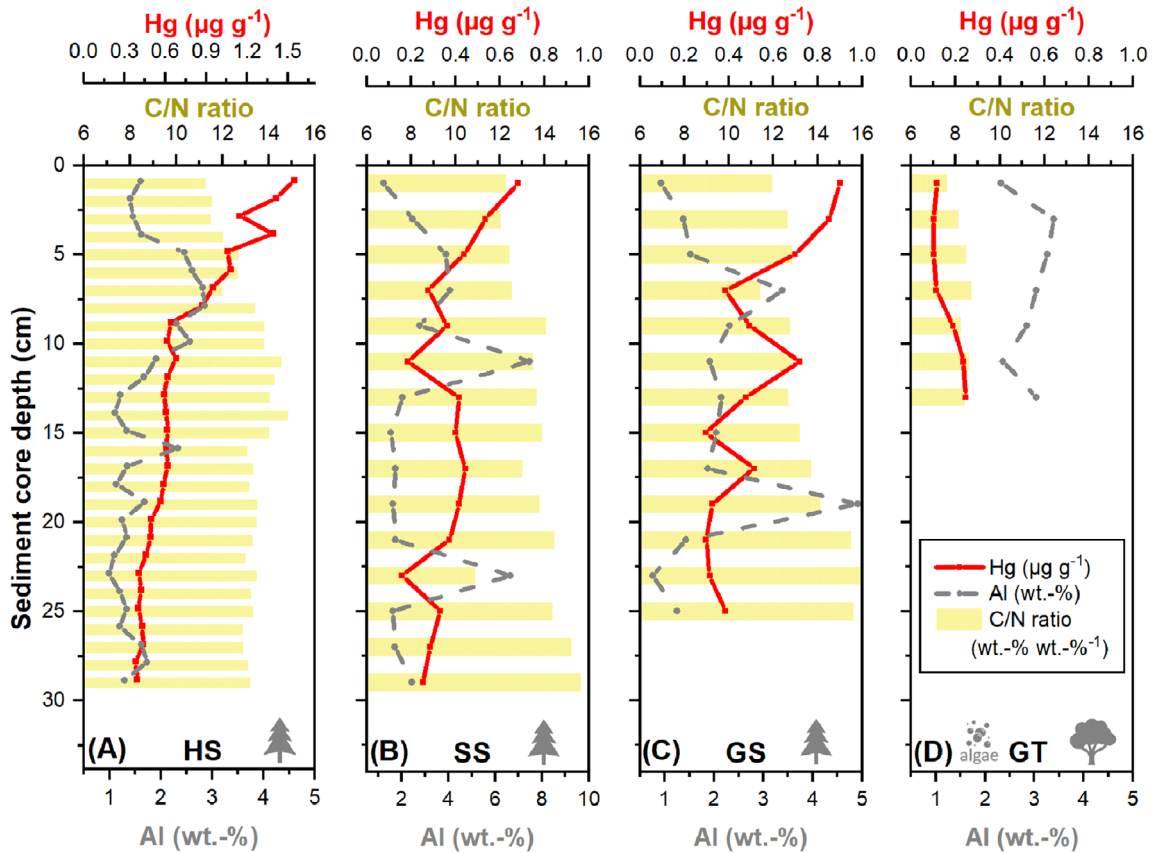 Hg (µg g⁻¹) Hg (µg g⁻¹) Hg (µg g⁻¹) Hg (µg g⁻¹)
0.0 0.3 0.6 0.9 1.2 1.5 0.0 0.2 0.4 0.6 0.8 1.0 0.0 0.2 0.4 0.6 0.8 1.0 0.0 0.2 0.4 0.6 0.8 1.0
C/N ratio C/N ratio C/N ratio C/N ratio
6 8 10 12 14 16 6 8 10 12 14 16 6 8 10 12 14 16 6 8 10 12 14 16
Sediment core depth (cm)
0
5
10
15
20
25
30
Hg (µg g⁻¹)
Al (wt.-%)
C/N ratio
(wt.-% wt.-%⁻¹)
(A) HS (B) SS (C) GS (D) algae GT
1 2 3 4 5 2 4 6 8 10 1 2 3 4 5 1 2 3 4 5
Al (wt.-%) Al (wt.-%) Al (wt.-%) Al (wt.-%)